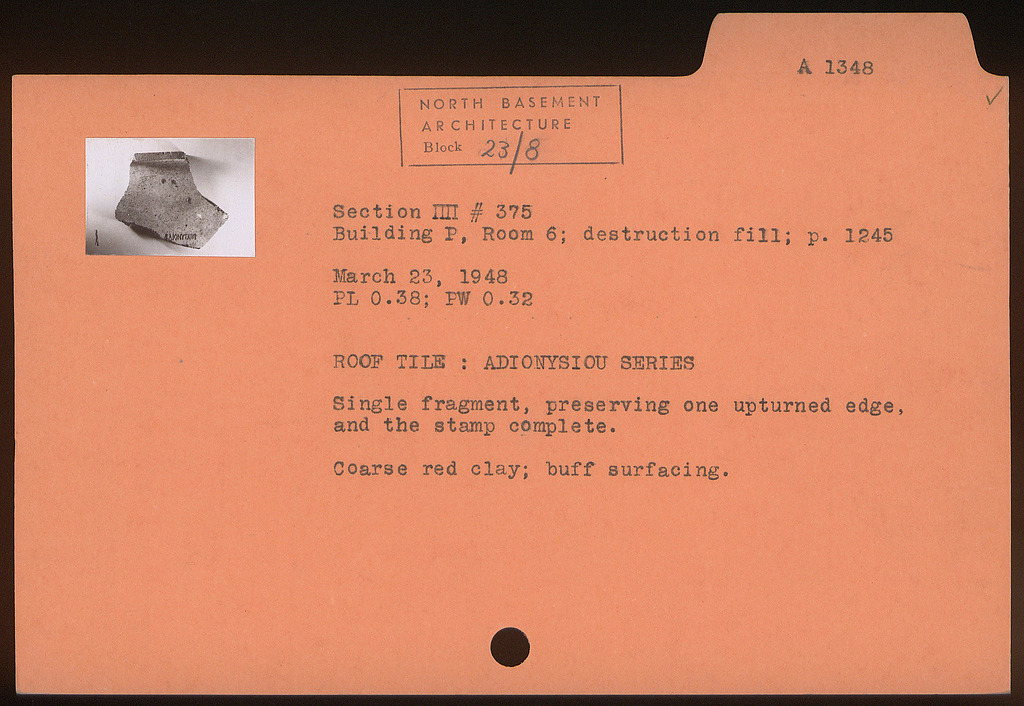 A 1348
NORTH BASEMENT
ARCHITECTURE
Block 23/8
Section ΠΠ # 375
Building P, Room 6; destruction fill; p. 1245
March 23, 1948
PL 0.38; PW 0.32
ROOF TILE : ADIONYSIOU SERIES
Single fragment, preserving one upturned edge,
and the stamp complete.
Coarse red clay; buff surfacing.